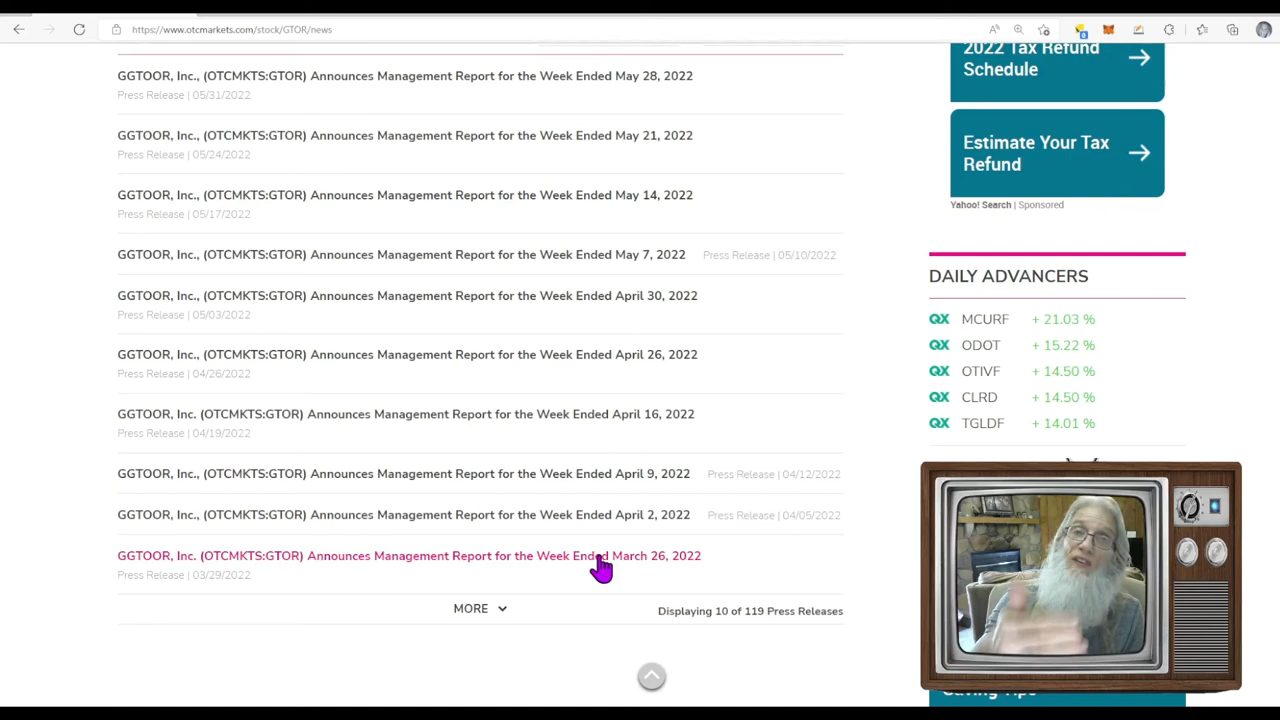 https://www.otcmarkets.com/stock/GTOR/news
GGTOOR, Inc., (OTCMKTS:GTOR) Announces Management Report for the Week Ended May 28, 2022
Press Release | 05/31/2022
GGTOOR, Inc., (OTCMKTS:GTOR) Announces Management Report for the Week Ended May 21, 2022
Press Release | 05/24/2022
GGTOOR, Inc., (OTCMKTS:GTOR) Announces Management Report for the Week Ended May 14, 2022
Press Release | 05/17/2022
GGTOOR, Inc., (OTCMKTS:GTOR) Announces Management Report for the Week Ended May 7, 2022 Press Release | 05/10/2022
GGTOOR, Inc., (OTCMKTS:GTOR) Announces Management Report for the Week Ended April 30, 2022
Press Release | 05/03/2022
GGTOOR, Inc., (OTCMKTS:GTOR) Announces Management Report for the Week Ended April 26, 2022
Press Release | 04/26/2022
GGTOOR, Inc. (OTCMKTS:GTOR) Announces Management Report for the Week Ended April 16, 2022
Press Release | 04/19/2022
GGTOOR, Inc., (OTCMKTS:GTOR) Announces Management Report for the Week Ended April 9, 2022 Press Release | 04/12/2022
GGTOOR, Inc., (OTCMKTS:GTOR) Announces Management Report for the Week Ended April 2, 2022 Press Release | 04/05/2022
GGTOOR, Inc. (OTCMKTS:GTOR) Announces Management Report for the Week Ended March 26, 2022
Press Release | 03/29/2022
MORE
Displaying 10 of 119 Press Releases
2022 Tax Refund
Schedule
Estimate Your Tax
Refund
Yahoo! Search | Sponsored
DAILY ADVANCERS
QX MCURF + 21.03 %
QX ODOT + 15.22 %
QX OTIVF + 14.50 %
QX CLRD + 14.50 %
QX TGLDF + 14.01 %